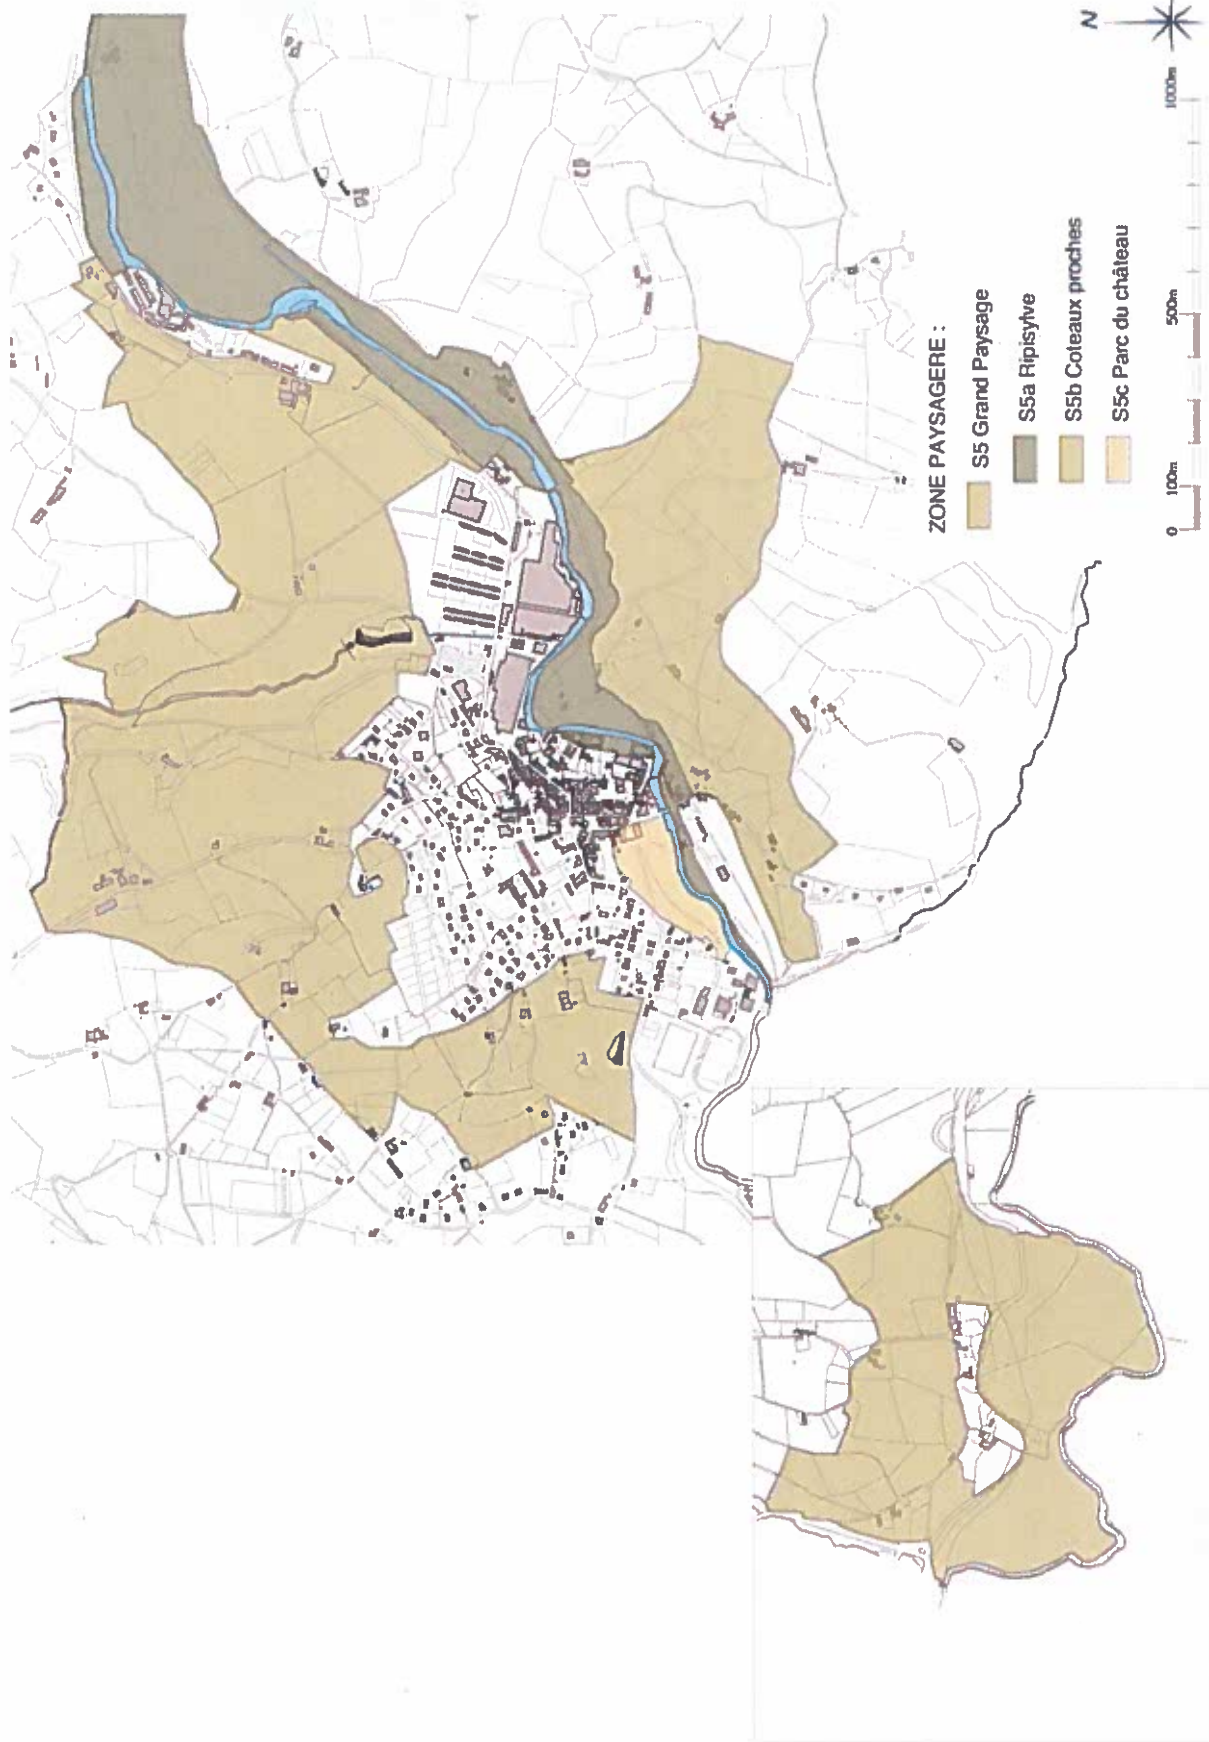 ZONE PAYSAGERE :
S5 Grand Paysage
S5a Ripisylve
S5b Coteaux proches
S5c Parc du château
0 100m 500m 1000m
N